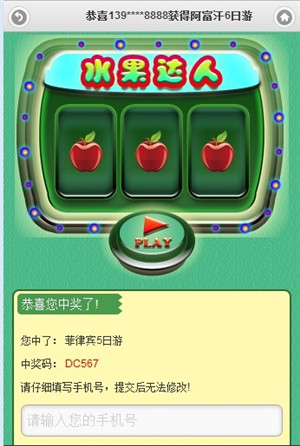 恭喜139****8888获得阿富汗6日游
水果达人
PLAY
恭喜您中奖了!
您中了: 菲律宾5日游
中奖码: DC567
请仔细填写手机号，提交后无法修改!
请输入您的手机号